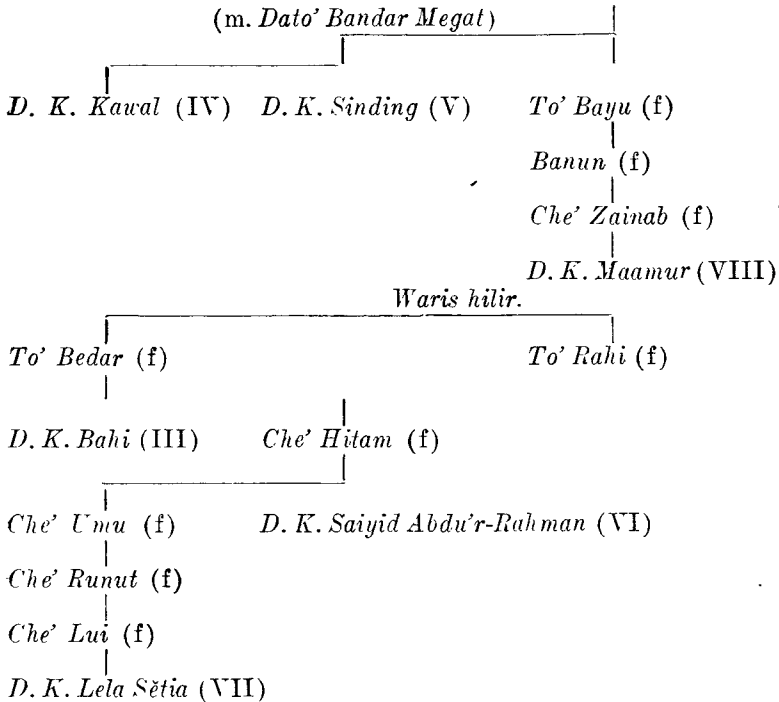 (m. Dato' Bandar Megat)
D. K. Kawal (IV) D. K. Sinding (V) To' Bayu (f)
Banun (f)
Che' Zainab (f)
D. K. Maamur (VIII)
Waris hilir.
To' Bedar (f) To' Rahi (f)
D. K. Bahi (III) Che' Hitam (f)
Che' Umu (f) D. K. Saiyid Abdu'r-Rahman (VI)
Che' Runut (f)
Che' Lui (f)
D. K. Lela Sĕtia (VII)